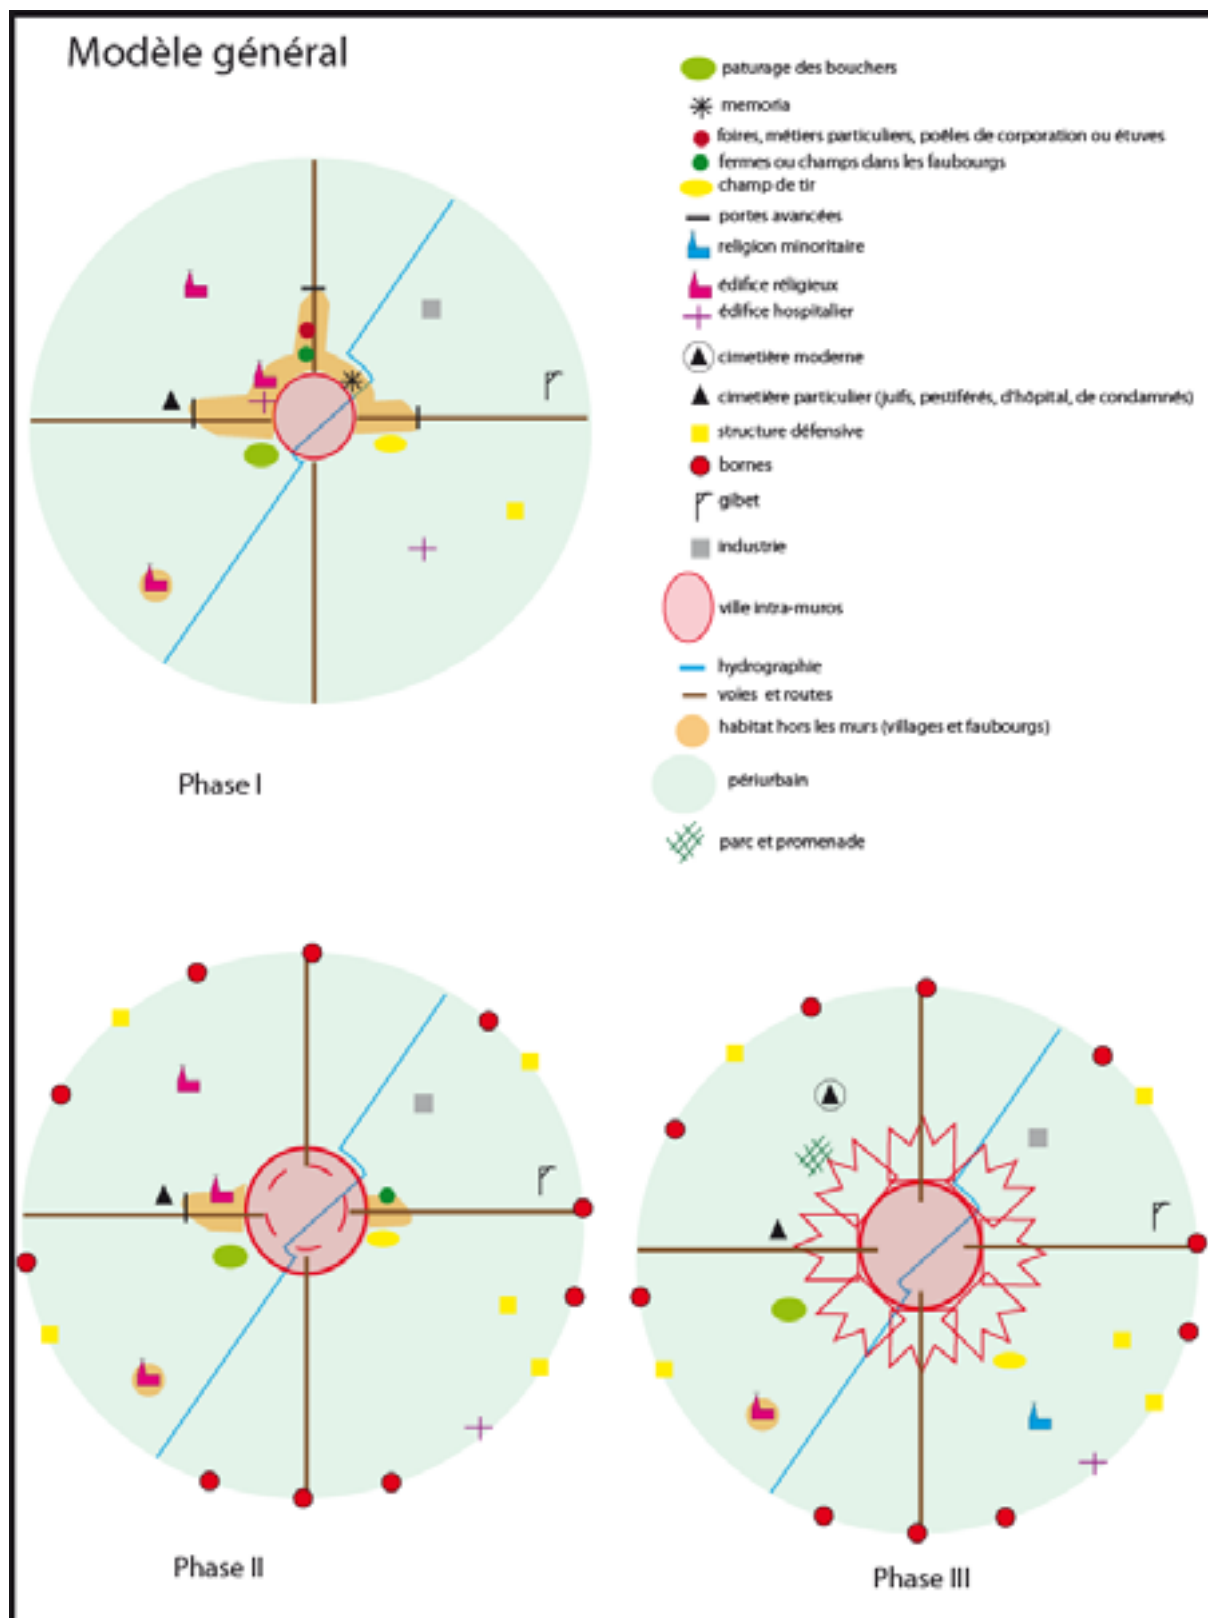 Modèle général
paturage des bouchers
memoria
foires, métiers particuliers, poêles de corporation ou étuves
fermes ou champs dans les faubourgs
champ de tir
portes avancées
religion minoritaire
édifice réligieux
édifice hospitalier
cimetière moderne
cimetière particulier (juifs, pestiférés, d'hôpital, de condamnés)
structure défensive
bornes
gibet
industrie
ville intra-muros
hydrographie
voies et routes
habitat hors les murs (villages et faubourgs)
périurbain
parc et promenade
Phase I
Phase II
Phase III